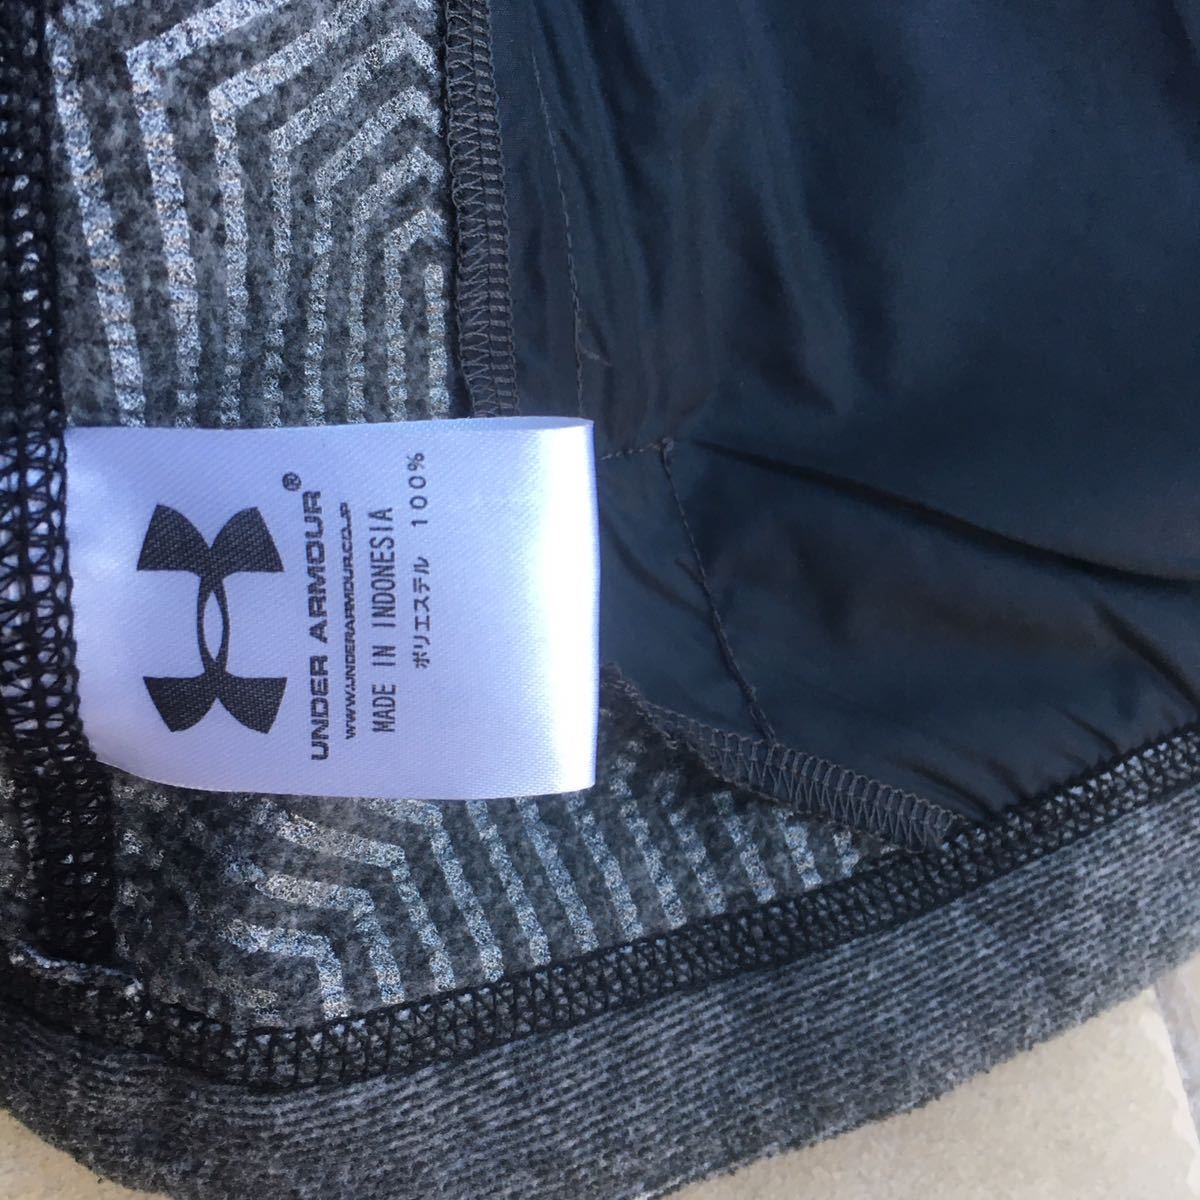 UNDER ARMOUR®
WWW.UNDERARMOUR.CO.JP
MADE IN INDONESIA
ポリエステル 100%